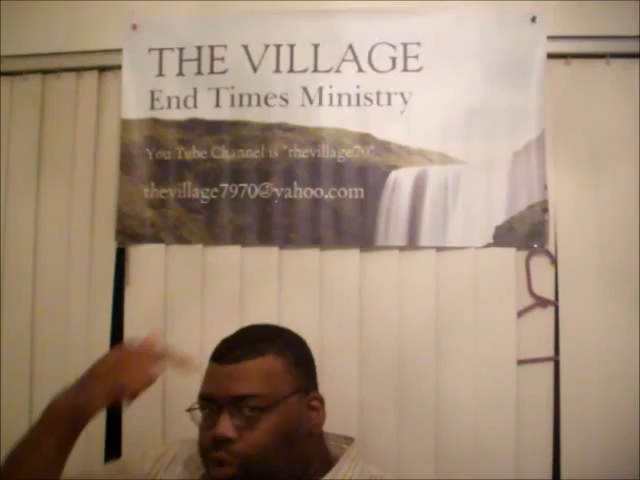 THE VILLAGE
End Times Ministry
You Tube Channel is "thevillage70"
thevillage7970@yahoo.com